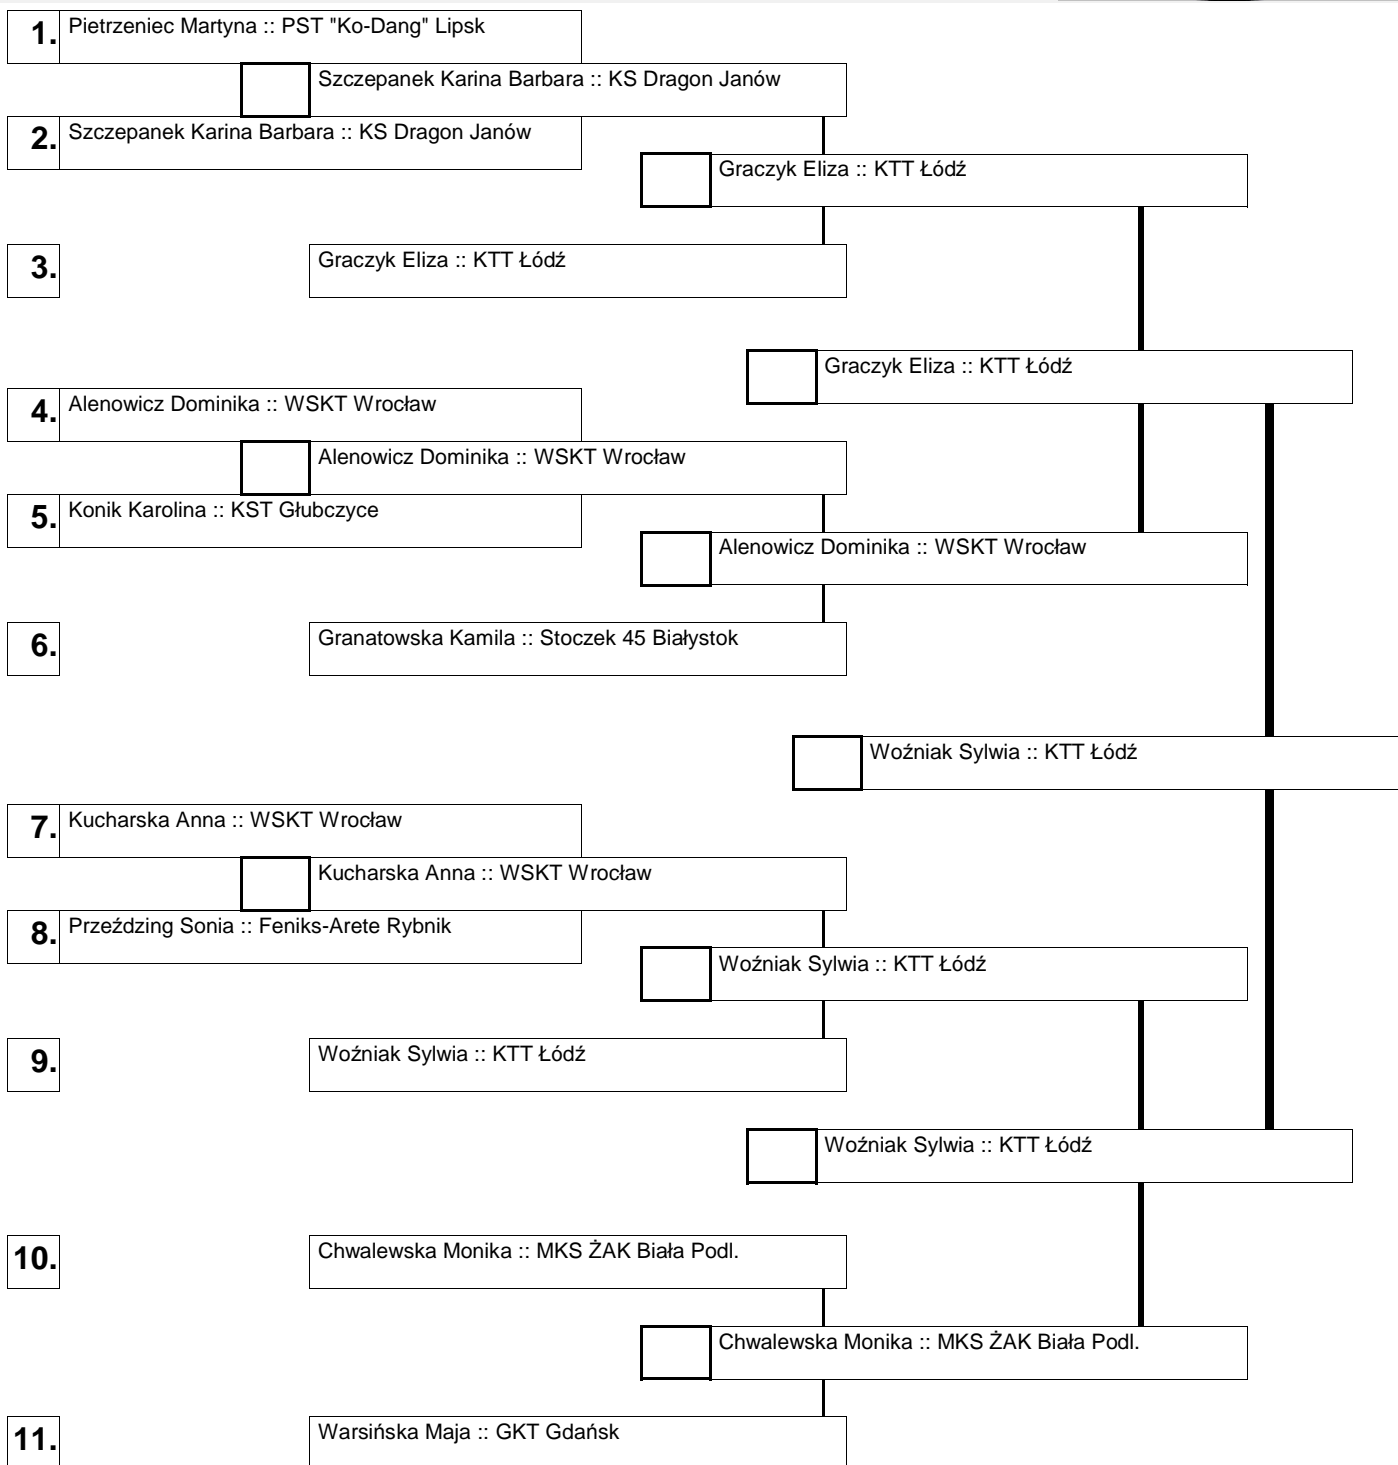 1. Pietrzeniec Martyna :: PST "Ko-Dang" Lipsk
Szczepanek Karina Barbara :: KS Dragon Janów
2. Szczepanek Karina Barbara :: KS Dragon Janów
Graczyk Eliza :: KTT Łódź
3. Graczyk Eliza :: KTT Łódź
Graczyk Eliza :: KTT Łódź
4. Alenowicz Dominika :: WSKT Wrocław
Alenowicz Dominika :: WSKT Wrocław
5. Konik Karolina :: KST Głubczyce
Alenowicz Dominika :: WSKT Wrocław
6. Granatowska Kamila :: Stoczek 45 Białystok
Woźniak Sylwia :: KTT Łódź
7. Kucharska Anna :: WSKT Wrocław
Kucharska Anna :: WSKT Wrocław
8. Przeździng Sonia :: Feniks-Arete Rybnik
Woźniak Sylwia :: KTT Łódź
9. Woźniak Sylwia :: KTT Łódź
Woźniak Sylwia :: KTT Łódź
10. Chwalewska Monika :: MKS ŻAK Biała Podl.
Chwalewska Monika :: MKS ŻAK Biała Podl.
11. Warsińska Maja :: GKT Gdańsk